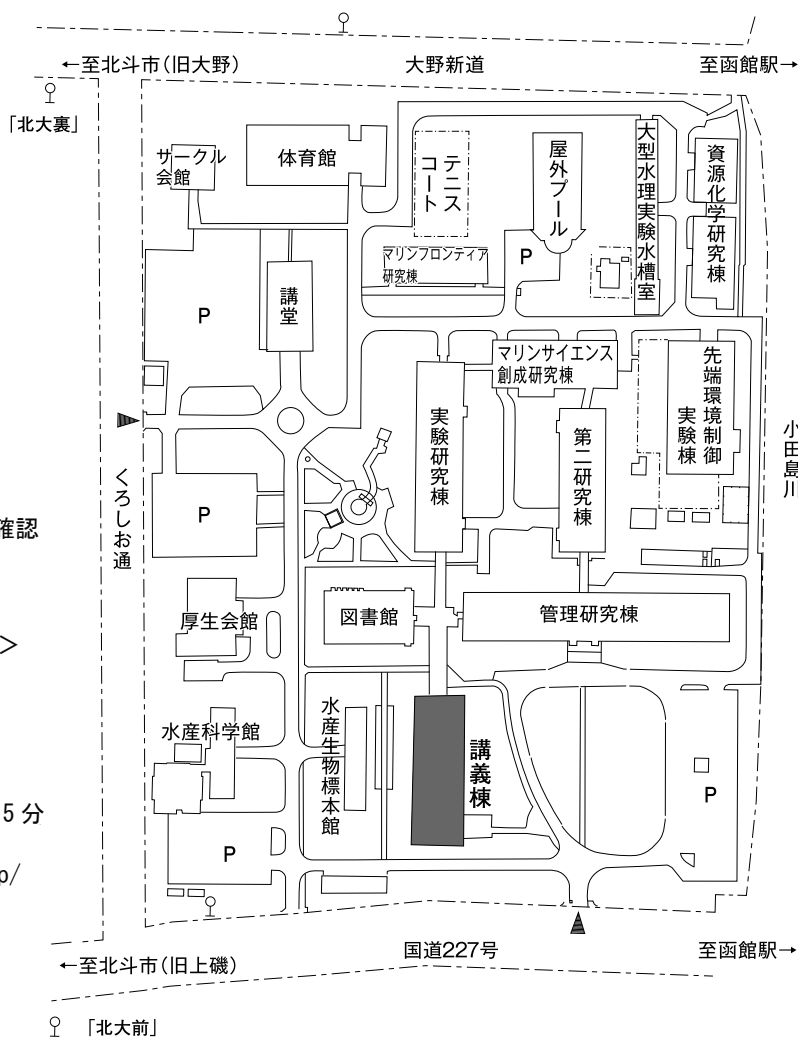 ←至北斗市(旧大野)
大野新道
至函館駅→
「北大裏」
サークル
会館
体育館
テニス
コート
屋外プール
大型水理実験水槽室
資源化学研究棟
マリンフロンティア
研究棟
P
P
講堂
マリンサイエンス
創成研究棟
先端環境制御
実験棟
実験研究棟
第二研究棟
小田島川
くろしお通
P
確認
厚生会館
図書館
管理研究棟
＞
水産科学館
水産生物標本館
講義棟
5分
P
P
p/
国道227号
至函館駅→
←至北斗市(旧上磯)
「北大前」